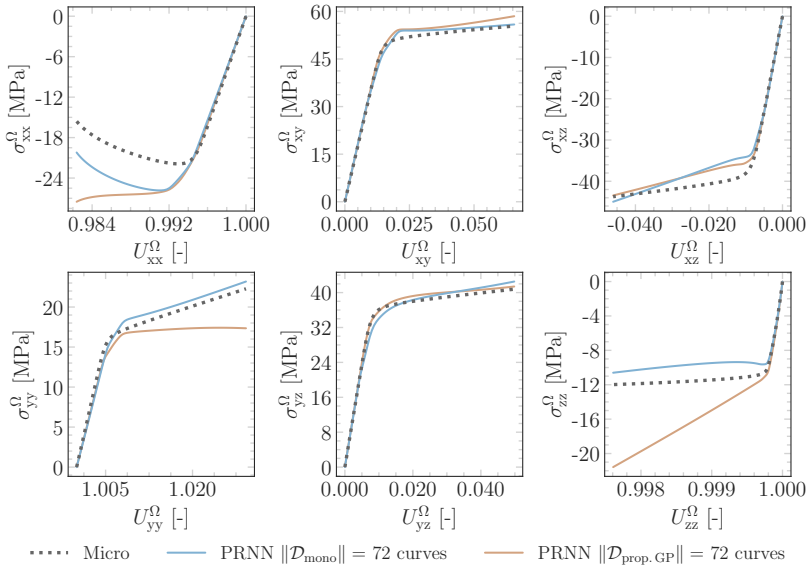 0
-6
-12
-18
-24
0.984 0.992 1.000
σ^Ω_xx [MPa]
U^Ω_xx [-]
60
45
30
15
0
0.000 0.025 0.050
σ^Ω_xy [MPa]
U^Ω_xy [-]
0
-10
-20
-30
-40
-0.040 -0.020 0.000
σ^Ω_xz [MPa]
U^Ω_xz [-]
20
15
10
5
0
1.005 1.020
σ^Ω_yy [MPa]
U^Ω_yy [-]
40
32
24
16
8
0
0.000 0.020 0.040
σ^Ω_yz [MPa]
U^Ω_yz [-]
0
-4
-8
-12
-16
-20
0.998 0.999 1.000
σ^Ω_zz [MPa]
U^Ω_zz [-]
Micro PRNN ‖𝒟_mono‖ = 72 curves PRNN ‖𝒟_prop. GP‖ = 72 curves